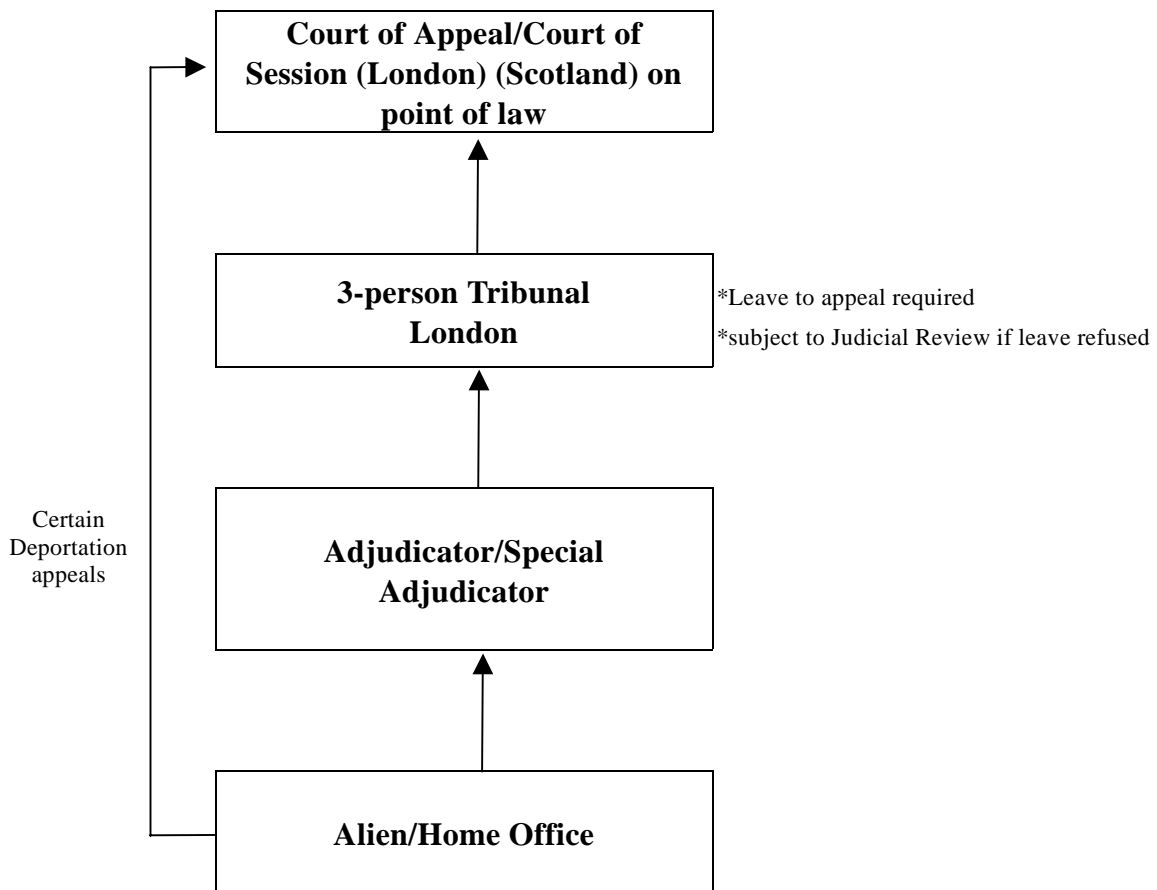 Court of Appeal/Court of
Session (London) (Scotland) on
point of law
3-person Tribunal
London
*Leave to appeal required
*subject to Judicial Review if leave refused
Certain
Deportation
appeals
Adjudicator/Special
Adjudicator
Alien/Home Office